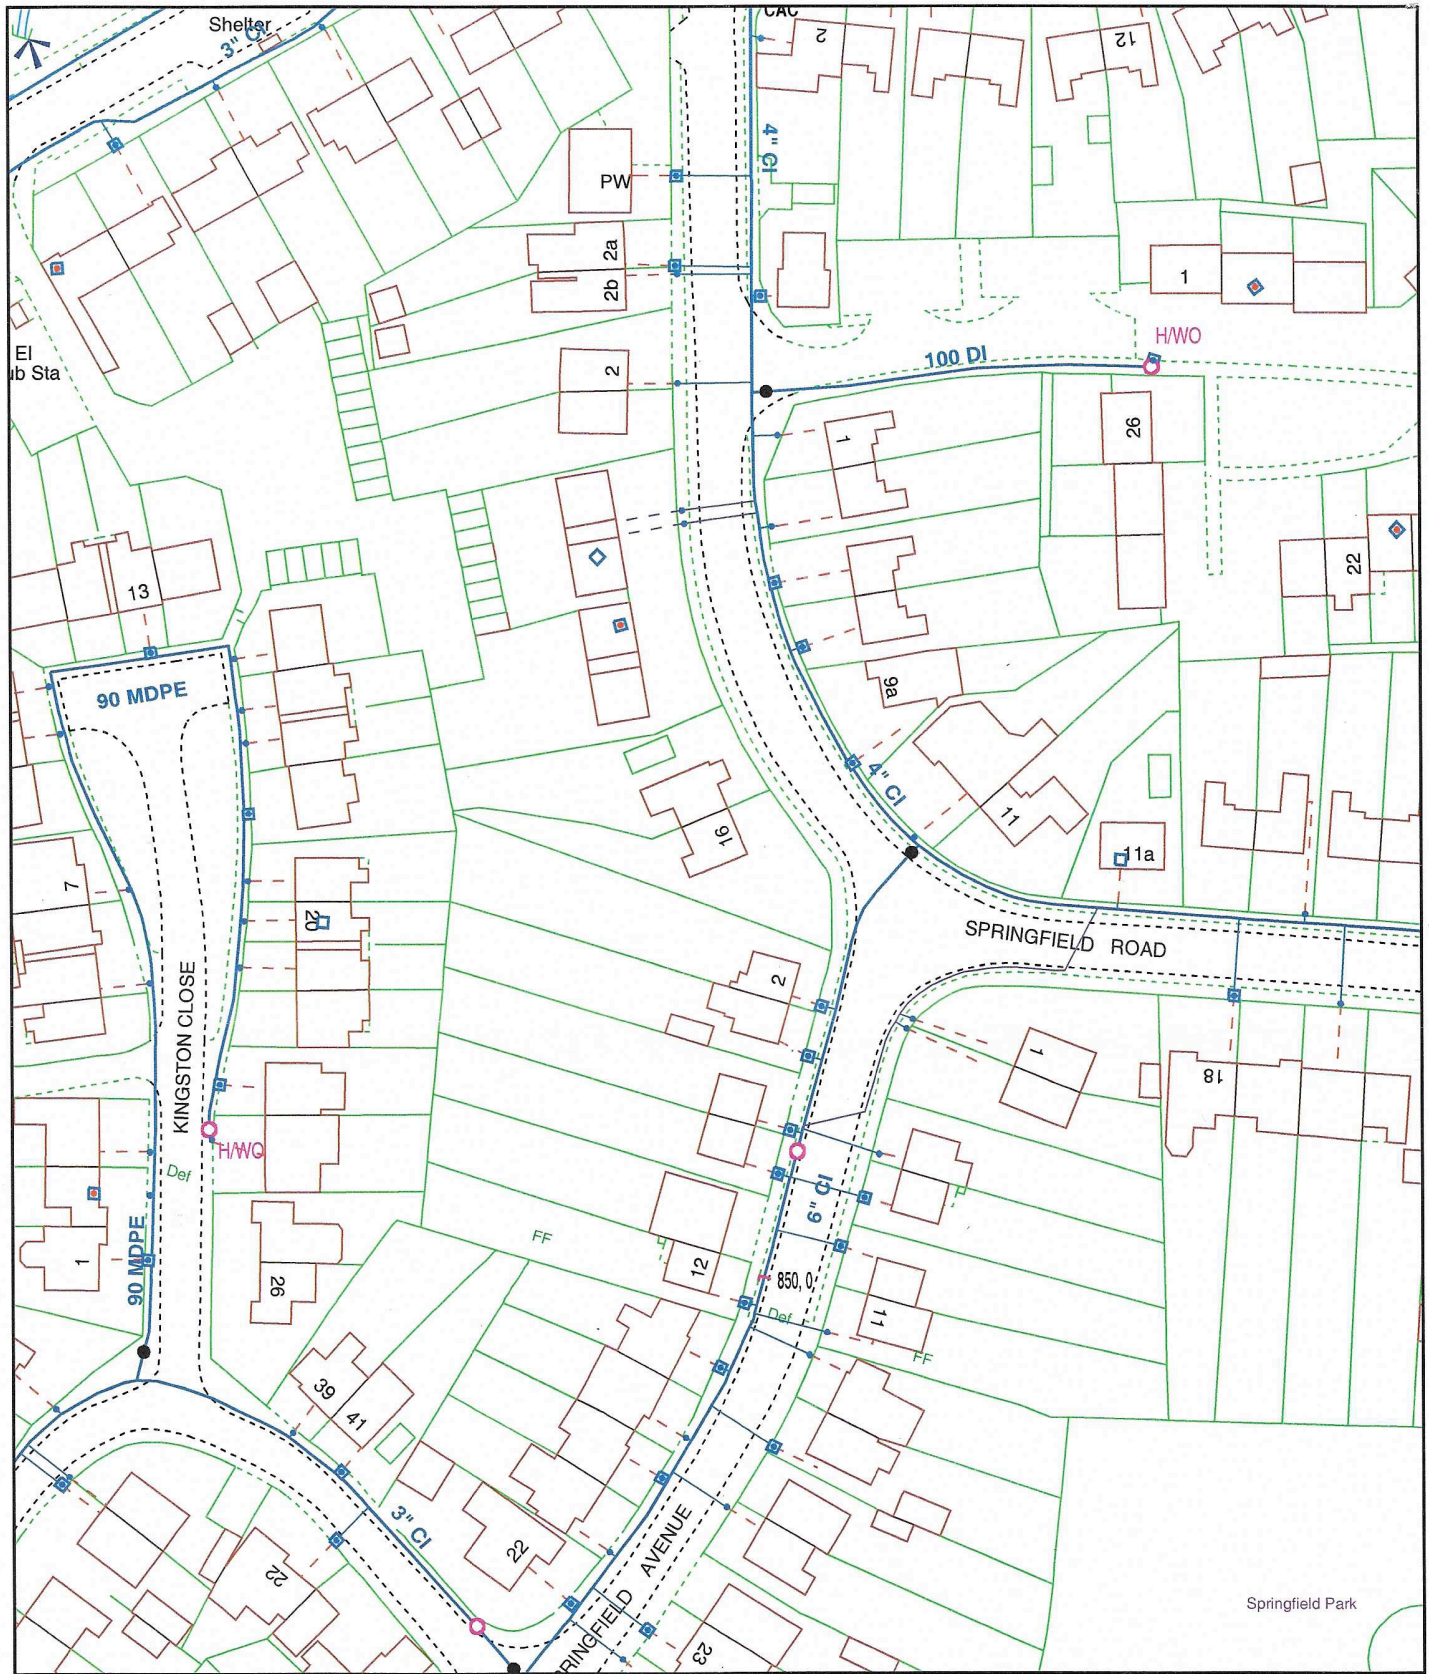 Shelter
3" CI
CAC
2
12
4" CI
PW
2a
2b
1
H/WO
100 DI
El
ub Sta
2
1
26
22
13
9a
90 MDPE
4" CI
11
16
11a
7
20
SPRINGFIELD ROAD
2
KINGSTON CLOSE
1
18
H/WO
Def
6" CI
FF
12
850,0
Def
11
FF
1
90 MDPE
26
39
41
3" CI
22
22
RINGFIELD AVENUE
23
Springfield Park